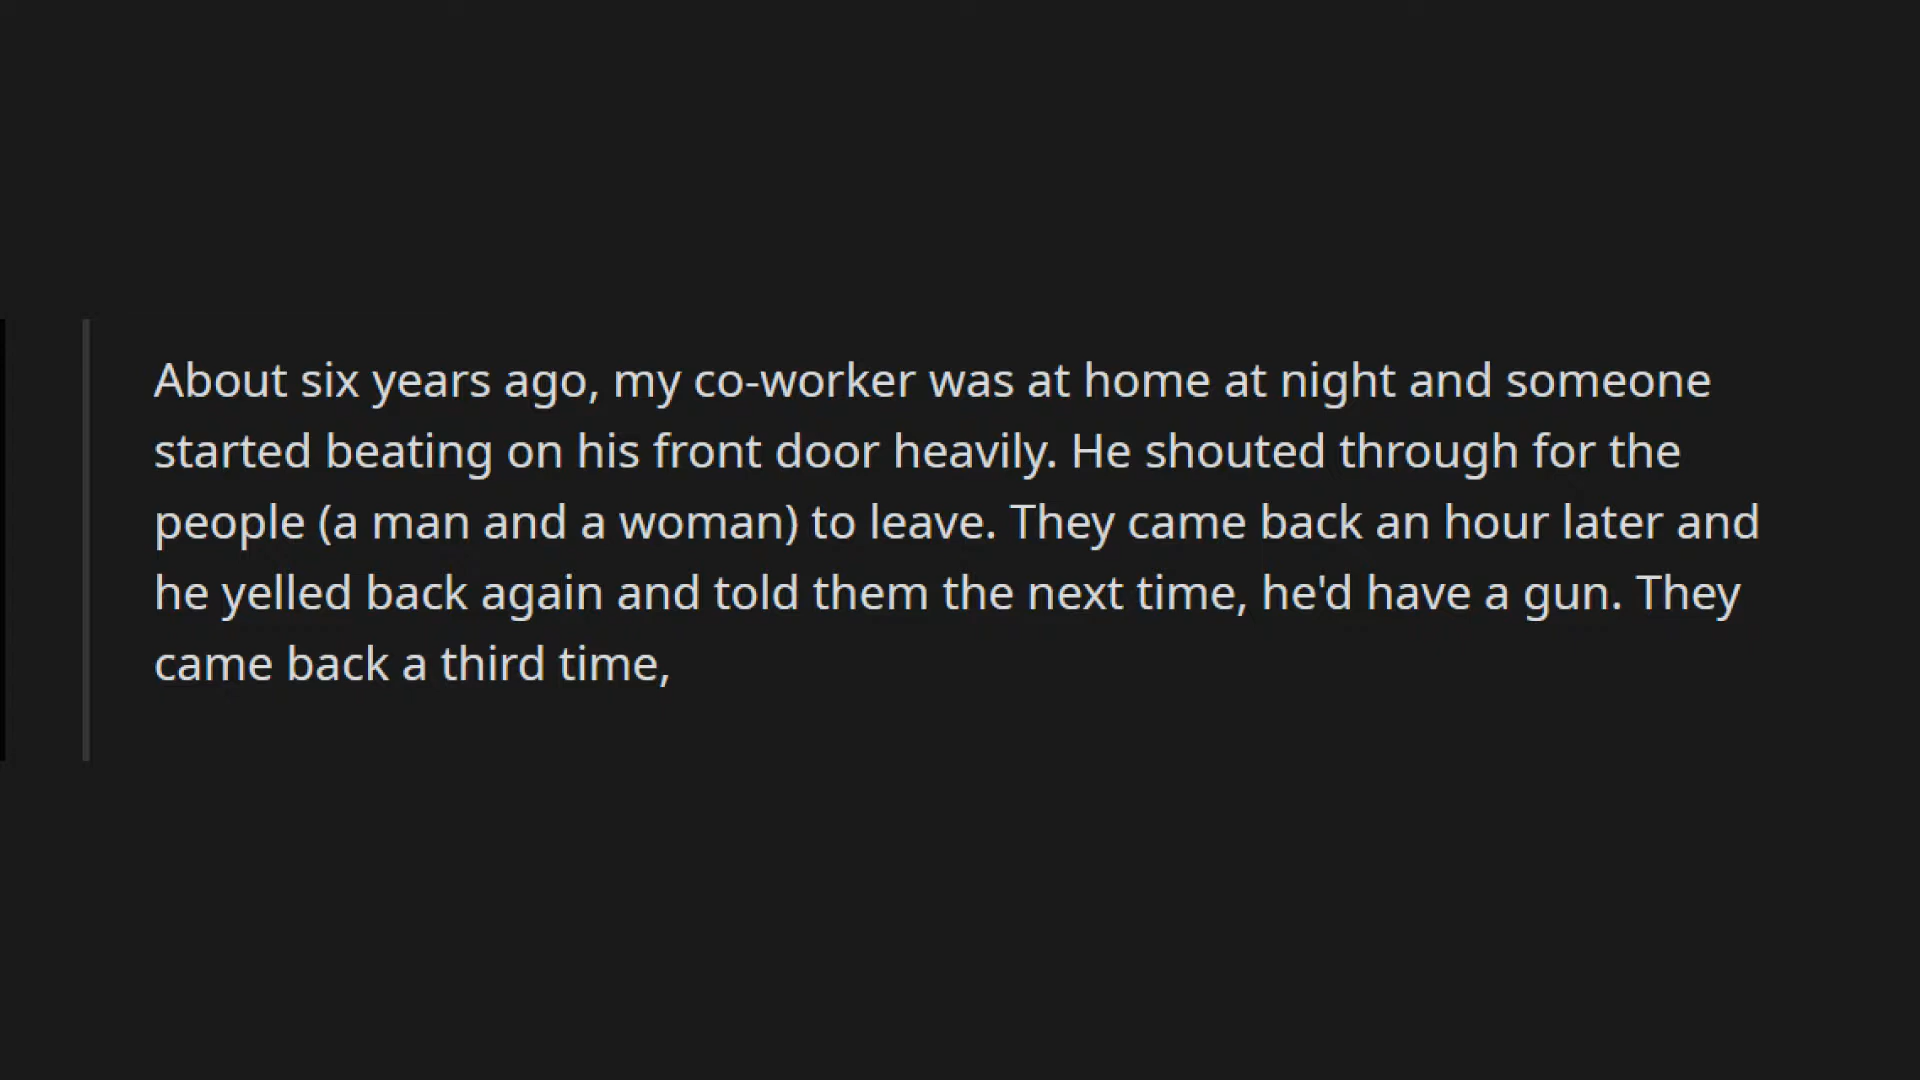 About six years ago, my co-worker was at home at night and someone
started beating on his front door heavily. He shouted through for the
people (a man and a woman) to leave. They came back an hour later and
he yelled back again and told them the next time, he'd have a gun. They
came back a third time,